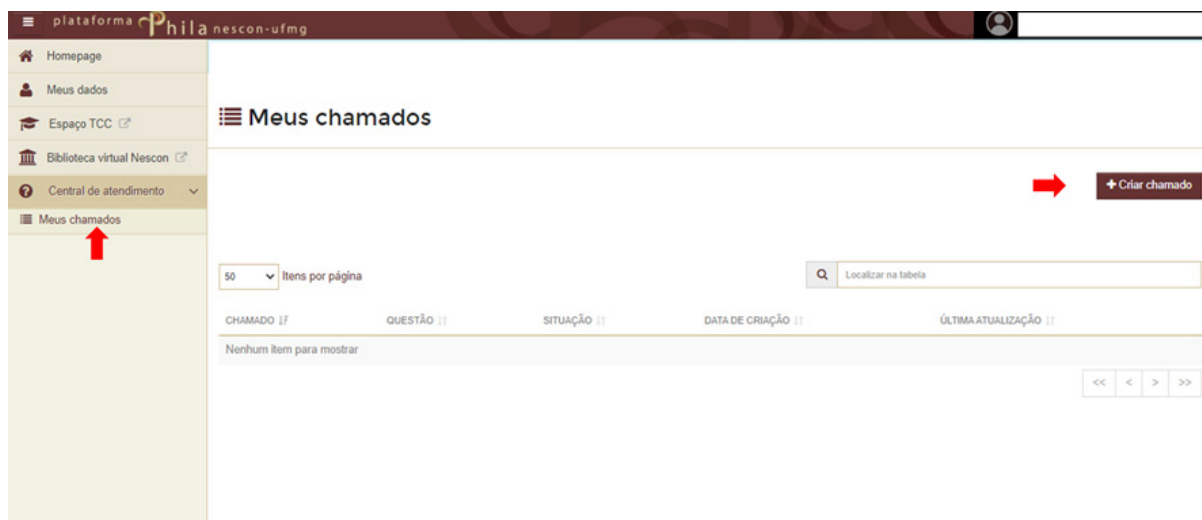 plataforma Phila nescon-ufmg
Homepage
Meus dados
Espaço TCC
Biblioteca virtual Nescon
Central de atendimento
Meus chamados
Meus chamados
+ Criar chamado
50 Itens por página
Localizar na tabela
CHAMADO QUESTÃO SITUAÇÃO DATA DE CRIAÇÃO ÚLTIMA ATUALIZAÇÃO
Nenhum item para mostrar
<< < > >>